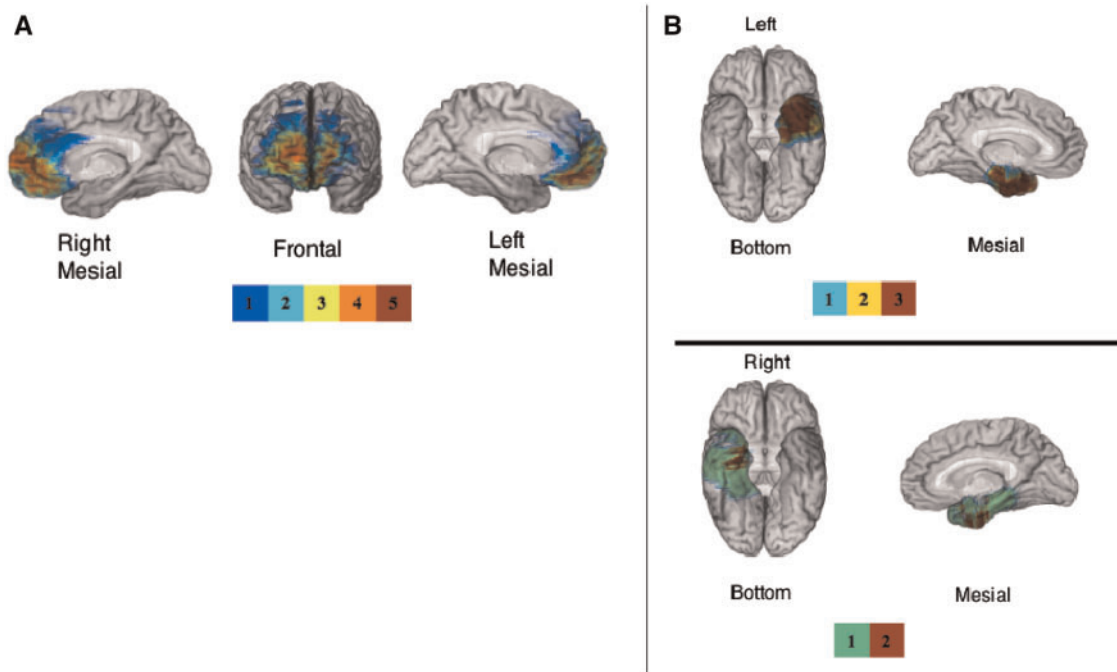 A
Right
Mesial
Frontal
Left
Mesial
1 2 3 4 5
B
Left
Bottom
Mesial
1 2 3
Right
Bottom
Mesial
1 2